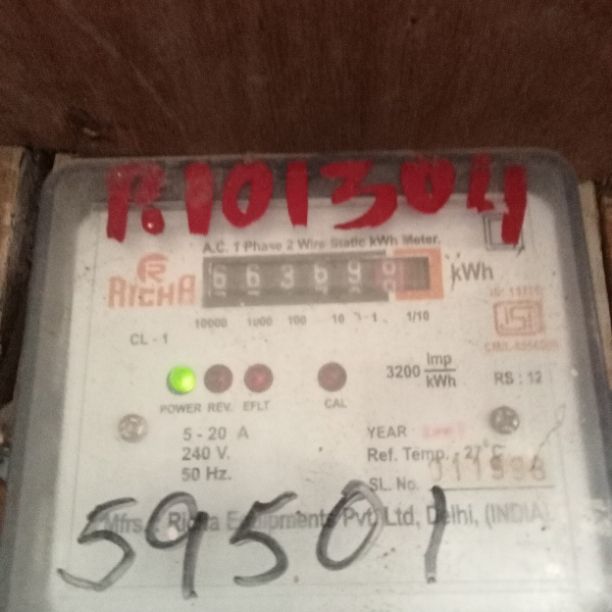 R101304
A.C. 1 Phase 2 Wire Static kWh Meter.
RICHA
kWh
10000 1000 100 10 1 1/10
CL - 1
3200 Imp
kWh
RS : 12
POWER REV. EFLT CAL
5 - 20 A
240 V.
50 Hz.
YEAR
Ref. Temp. - 27°C
SL. No.
Mfrs. Richa Equipments Pvt. Ltd, Delhi, (INDIA)
59501